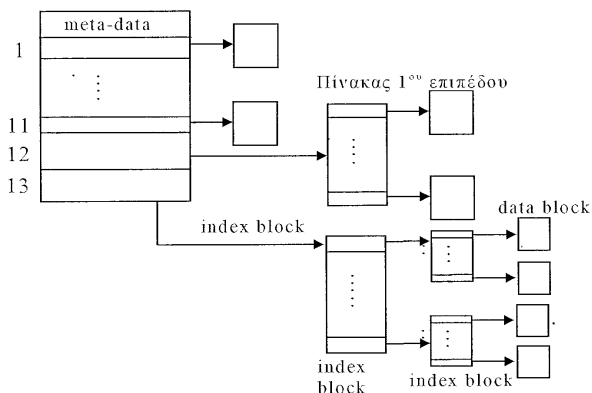 meta-data
1
11
12
13
Πίνακας 1ου επιπέδου
index block
data block
index
block
index block